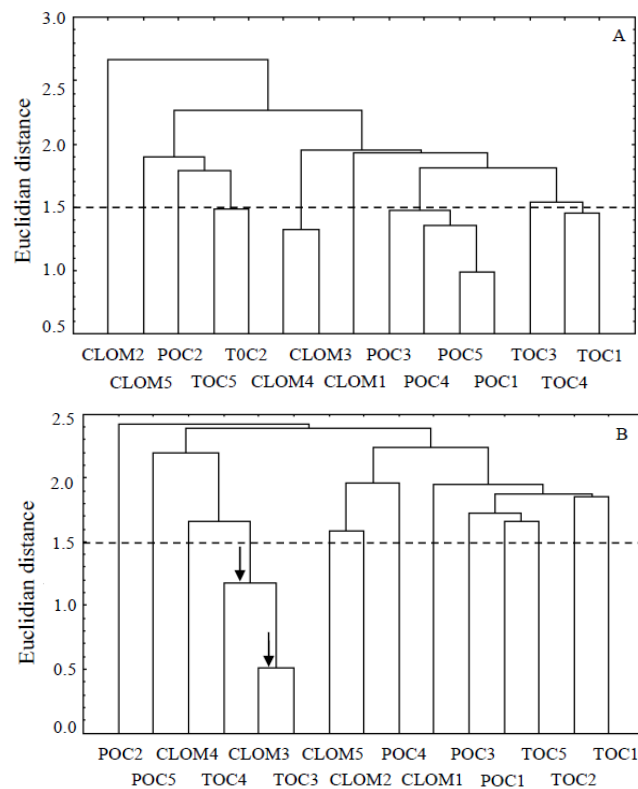 3.0
A
2.5
2.0
1.5
1.0
0.5
Euclidian distance
CLOM2 POC2 T0C2 CLOM3 POC3 POC5 TOC3 TOC1
CLOM5 TOC5 CLOM4 CLOM1 POC4 POC1 TOC4
2.5
B
2.0
1.5
1.0
0.5
0.0
Euclidian distance
POC2 CLOM4 CLOM3 CLOM5 POC4 POC3 TOC5 TOC1
POC5 TOC4 TOC3 CLOM2 CLOM1 POC1 TOC2